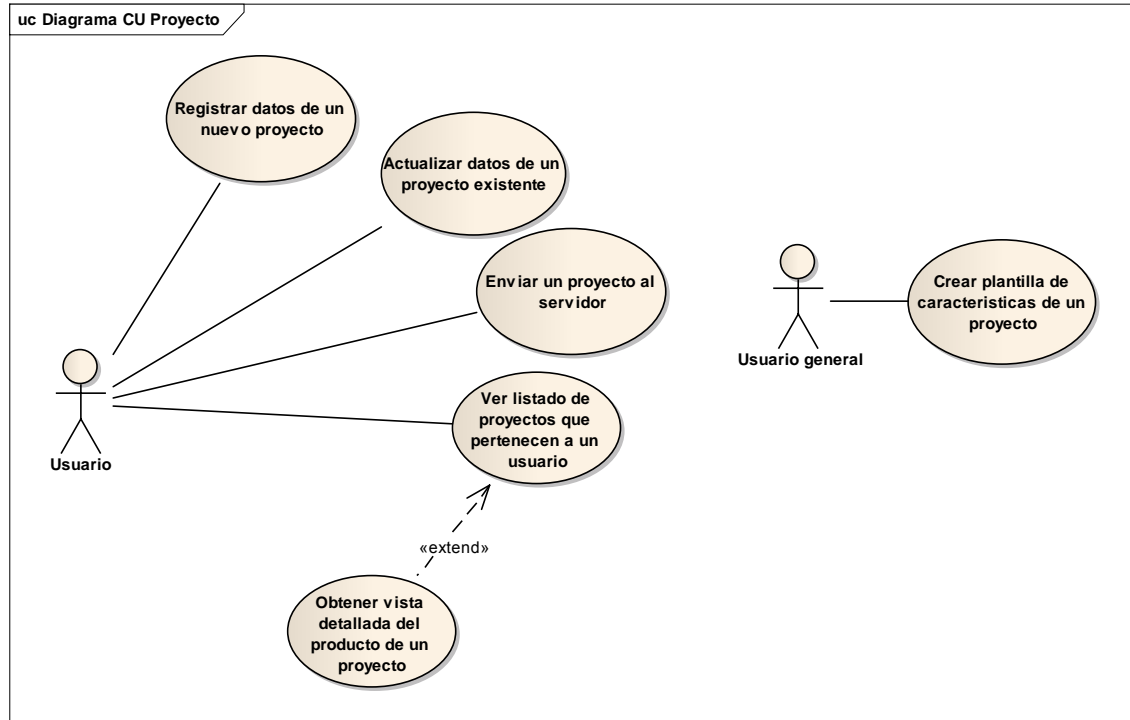 uc Diagrama CU Proyecto
Registrar datos de un
nuevo proyecto
Actualizar datos de un
proyecto existente
Enviar un proyecto al
servidor
Ver listado de
proyectos que
pertenecen a un
usuario
Usuario
«extend»
Obtener vista
detallada del
producto de un
proyecto
Usuario general
Crear plantilla de
caracteristicas de un
proyecto